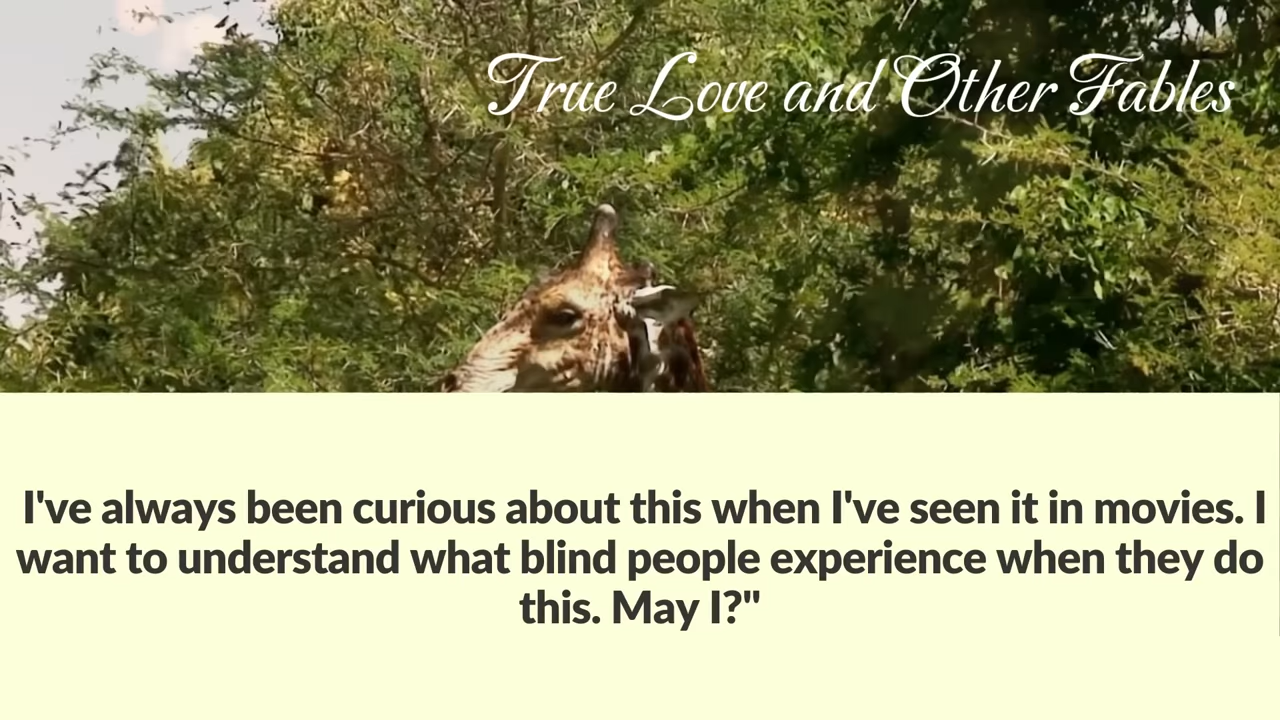 True Love and Other Fables
I've always been curious about this when I've seen it in movies. I
want to understand what blind people experience when they do
this. May I?"